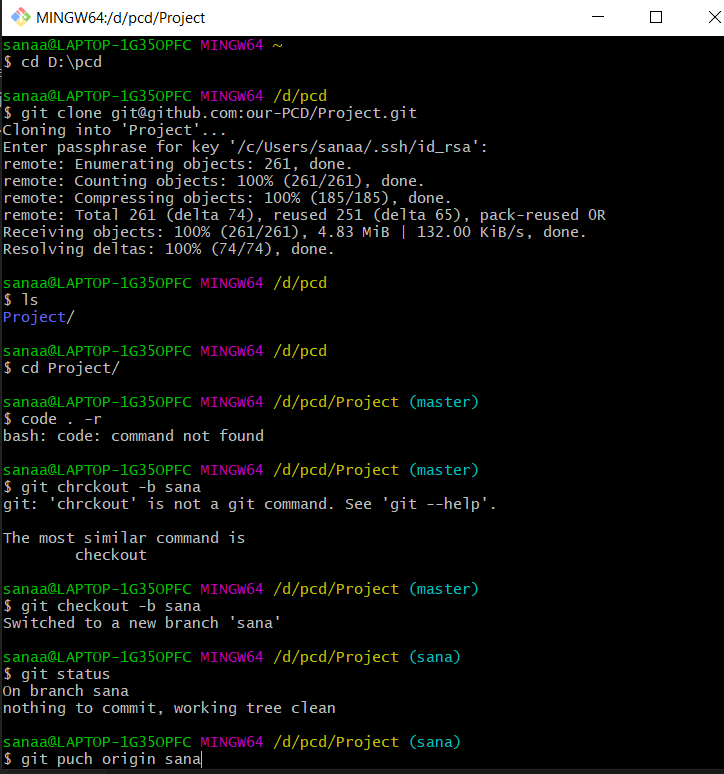 MINGW64:/d/pcd/Project
sanaa@LAPTOP-1G35OPFC MINGW64 ~
$ cd D:\pcd
sanaa@LAPTOP-1G35OPFC MINGW64 /d/pcd
$ git clone git@github.com:our-PCD/Project.git
Cloning into 'Project'...
Enter passphrase for key '/c/Users/sanaa/.ssh/id_rsa':
remote: Enumerating objects: 261, done.
remote: Counting objects: 100% (261/261), done.
remote: Compressing objects: 100% (185/185), done.
remote: Total 261 (delta 74), reused 251 (delta 65), pack-reused 0R
Receiving objects: 100% (261/261), 4.83 MiB | 132.00 KiB/s, done.
Resolving deltas: 100% (74/74), done.
sanaa@LAPTOP-1G35OPFC MINGW64 /d/pcd
$ ls
Project/
sanaa@LAPTOP-1G35OPFC MINGW64 /d/pcd
$ cd Project/
sanaa@LAPTOP-1G35OPFC MINGW64 /d/pcd/Project (master)
$ code . -r
bash: code: command not found
sanaa@LAPTOP-1G35OPFC MINGW64 /d/pcd/Project (master)
$ git chrckout -b sana
git: 'chrckout' is not a git command. See 'git --help'.
The most similar command is
checkout
sanaa@LAPTOP-1G35OPFC MINGW64 /d/pcd/Project (master)
$ git checkout -b sana
Switched to a new branch 'sana'
sanaa@LAPTOP-1G35OPFC MINGW64 /d/pcd/Project (sana)
$ git status
On branch sana
nothing to commit, working tree clean
sanaa@LAPTOP-1G35OPFC MINGW64 /d/pcd/Project (sana)
$ git puch origin sana